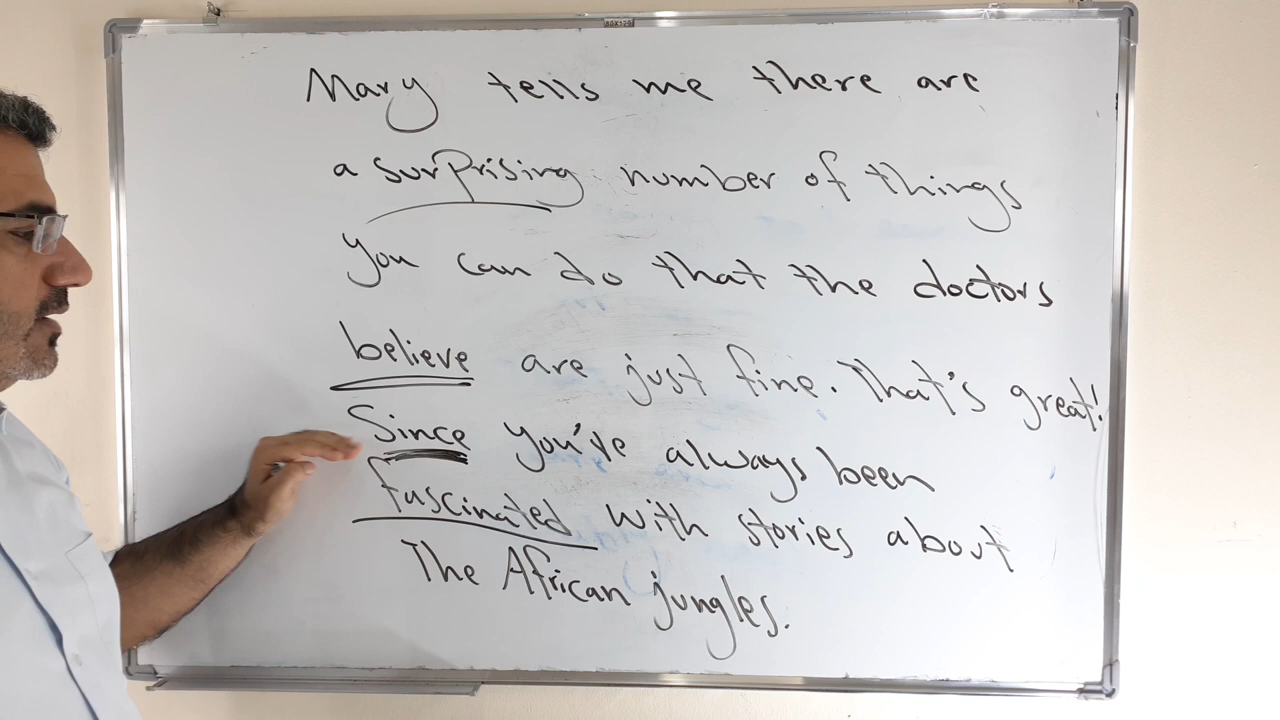 Mary tells me there are
a surprising number of things
you can do that the doctors
believe are just fine. That's great!
Since you've always been
fascinated with stories about
The African jungles.